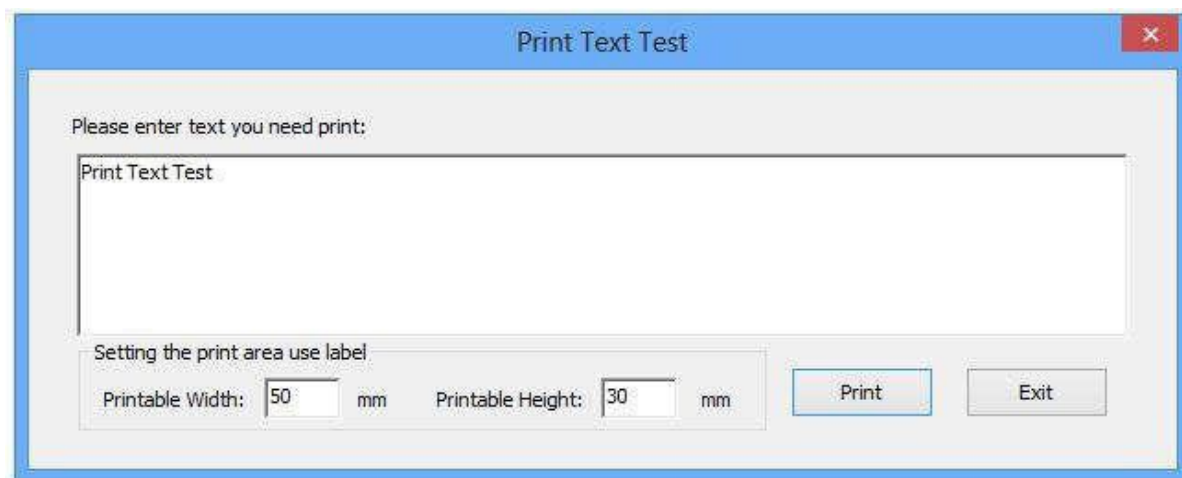 Print Text Test
Please enter text you need print:
Print Text Test
Setting the print area use label
Printable Width: 50 mm Printable Height: 30 mm Print Exit